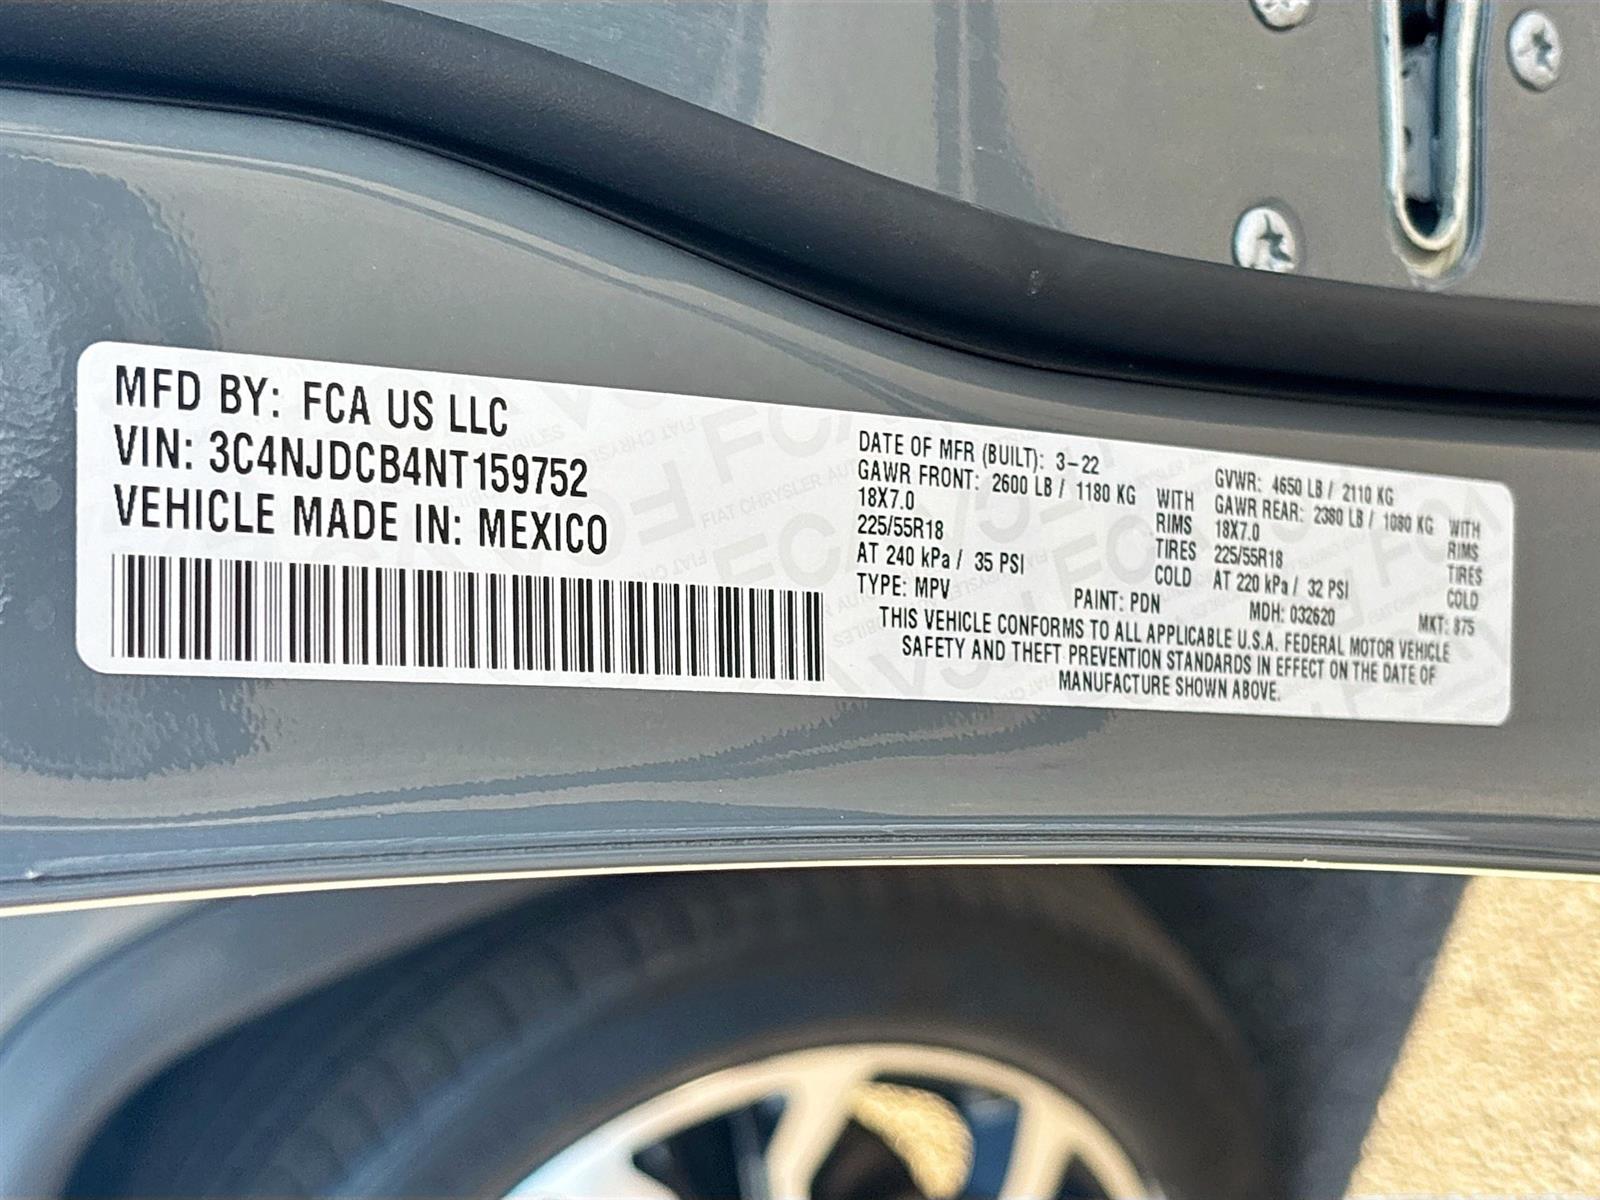 MFD BY: FCA US LLC
VIN: 3C4NJDCB4NT159752
VEHICLE MADE IN: MEXICO
DATE OF MFR (BUILT): 3-22 GVWR: 4650 LB / 2110 KG
GAWR FRONT: 2600 LB / 1180 KG WITH GAWR REAR: 2380 LB / 1080 KG WITH
18X7.0 RIMS 18X7.0 RIMS
225/55R18 TIRES 225/55R18 TIRES
AT 240 kPa / 35 PSI COLD AT 220 kPa / 32 PSI COLD
TYPE: MPV PAINT: PDN MDH: 032620 MKT: 875
THIS VEHICLE CONFORMS TO ALL APPLICABLE U.S.A. FEDERAL MOTOR VEHICLE
SAFETY AND THEFT PREVENTION STANDARDS IN EFFECT ON THE DATE OF
MANUFACTURE SHOWN ABOVE.